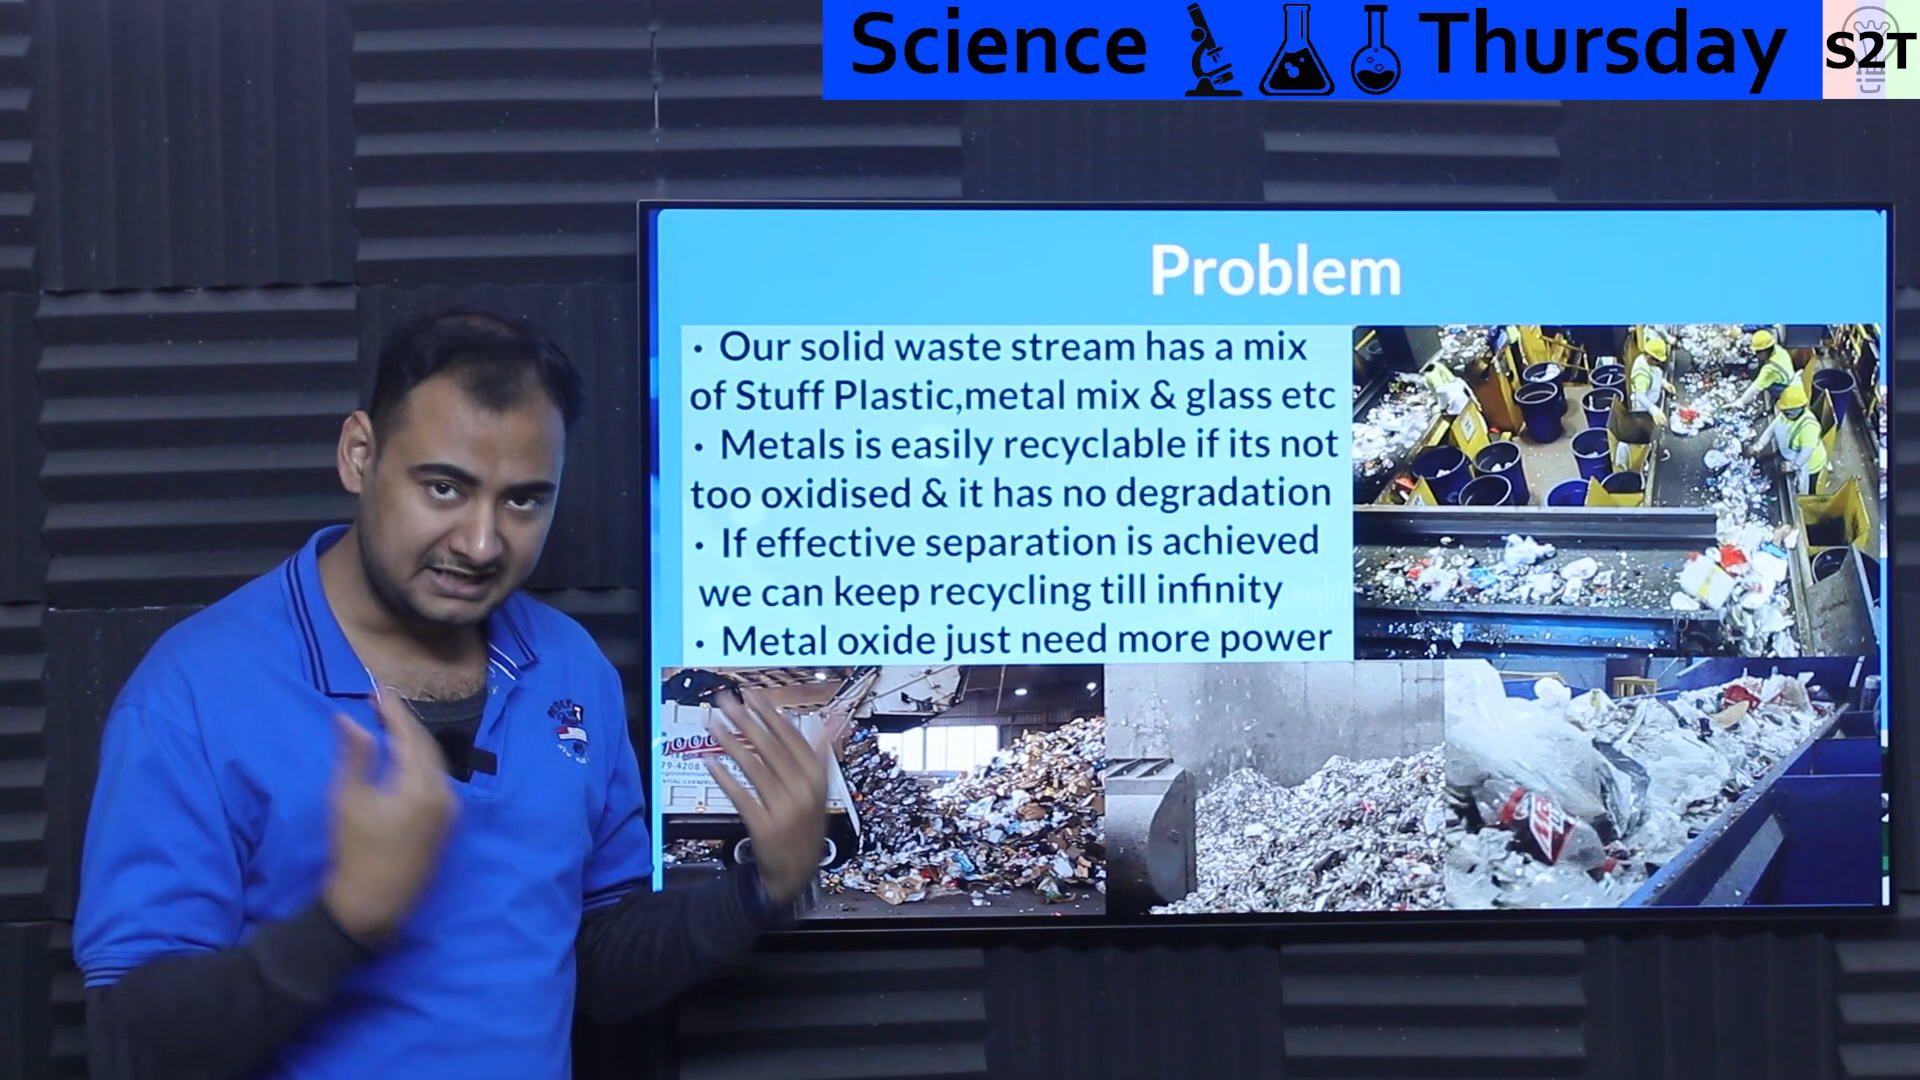 Science Thursday
S2T
Problem
· Our solid waste stream has a mix
of Stuff Plastic,metal mix & glass etc
· Metals is easily recyclable if its not
too oxidised & it has no degradation
· If effective separation is achieved
we can keep recycling till infinity
· Metal oxide just need more power
79-4208